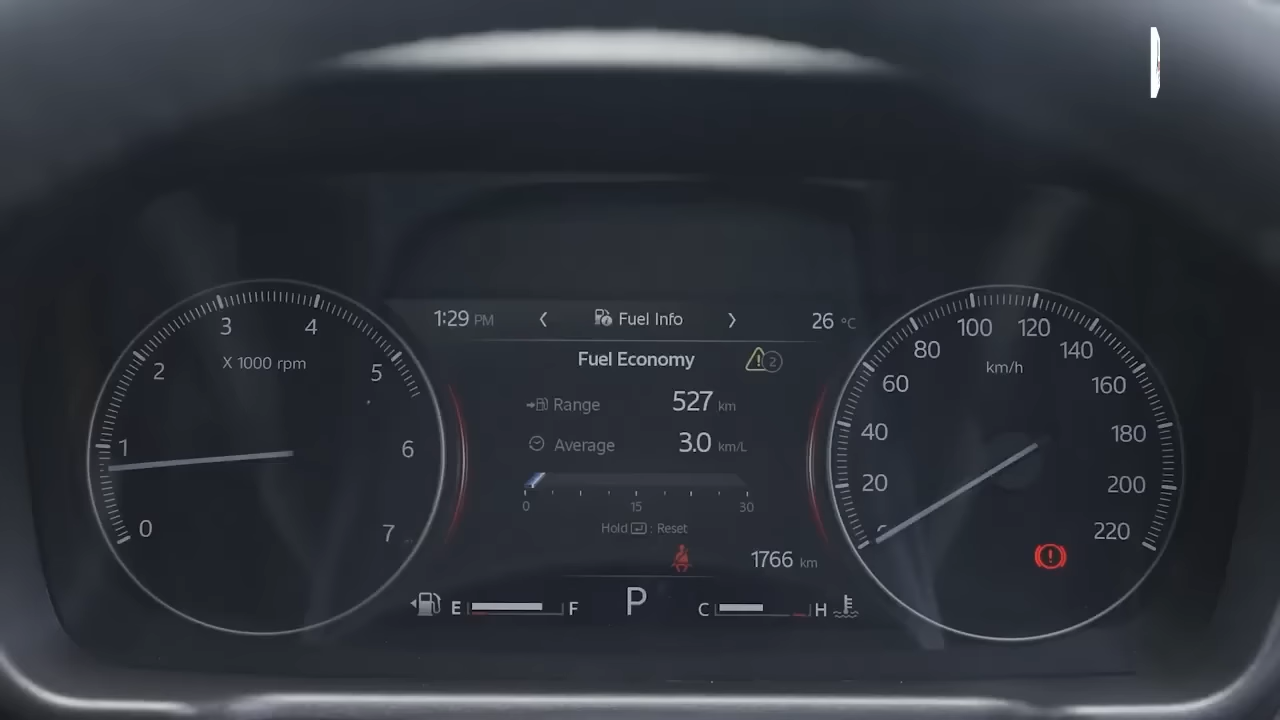 1:29 PM < Fuel Info > 26 °C
Fuel Economy
2
Range 527 km
Average 3.0 km/L
0 15 30
Hold : Reset
1766 km
E F P C H
0 1 2 3 4 5 6 7
X 1000 rpm
20 40 60 80 100 120 140 160 180 200 220
km/h
!